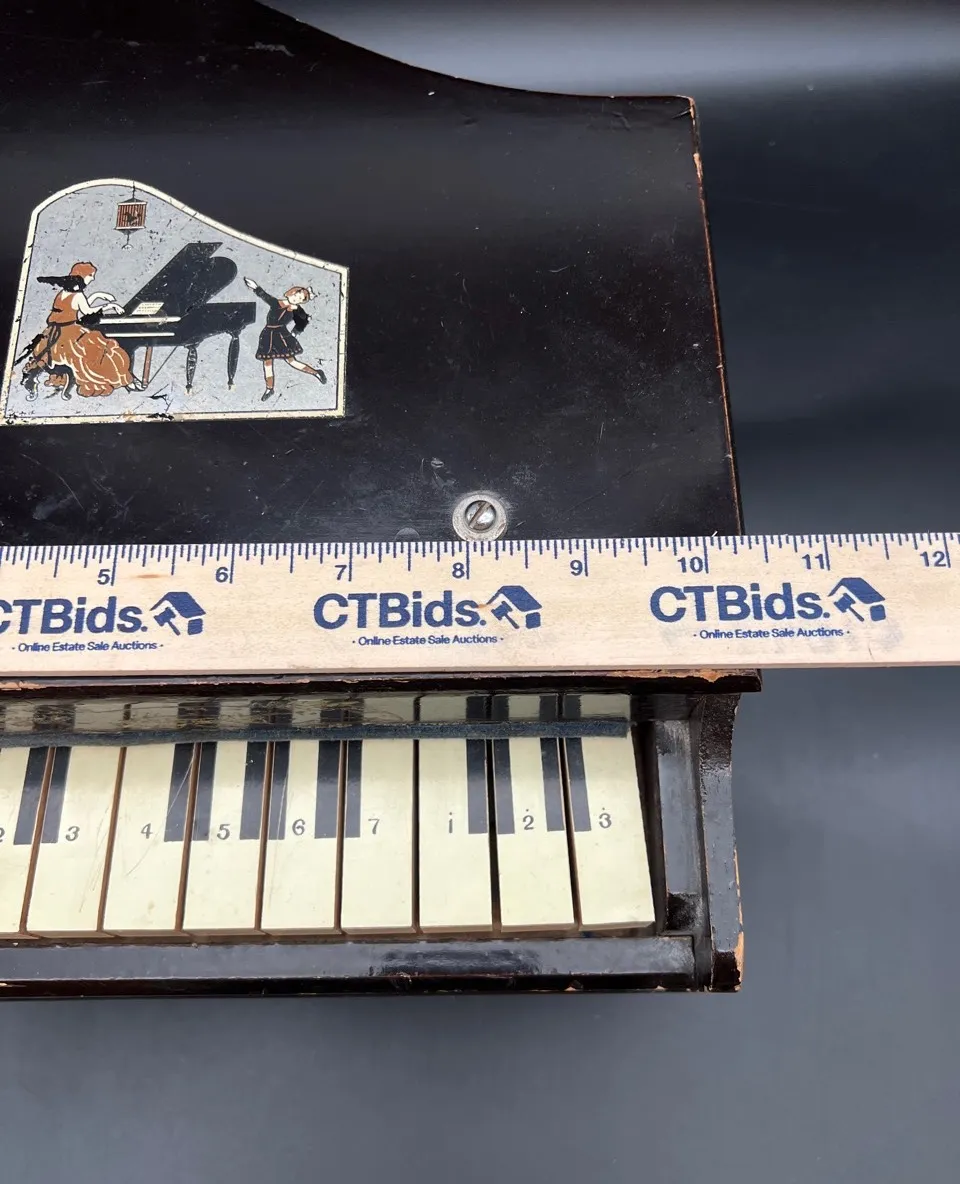 5 6 7 8 9 10 11 12
CTBids. CTBids. CTBids.
· Online Estate Sale Auctions · · Online Estate Sale Auctions · · Online Estate Sale Auctions ·
2 3 4 5 6 7 i 2̇ 3̇